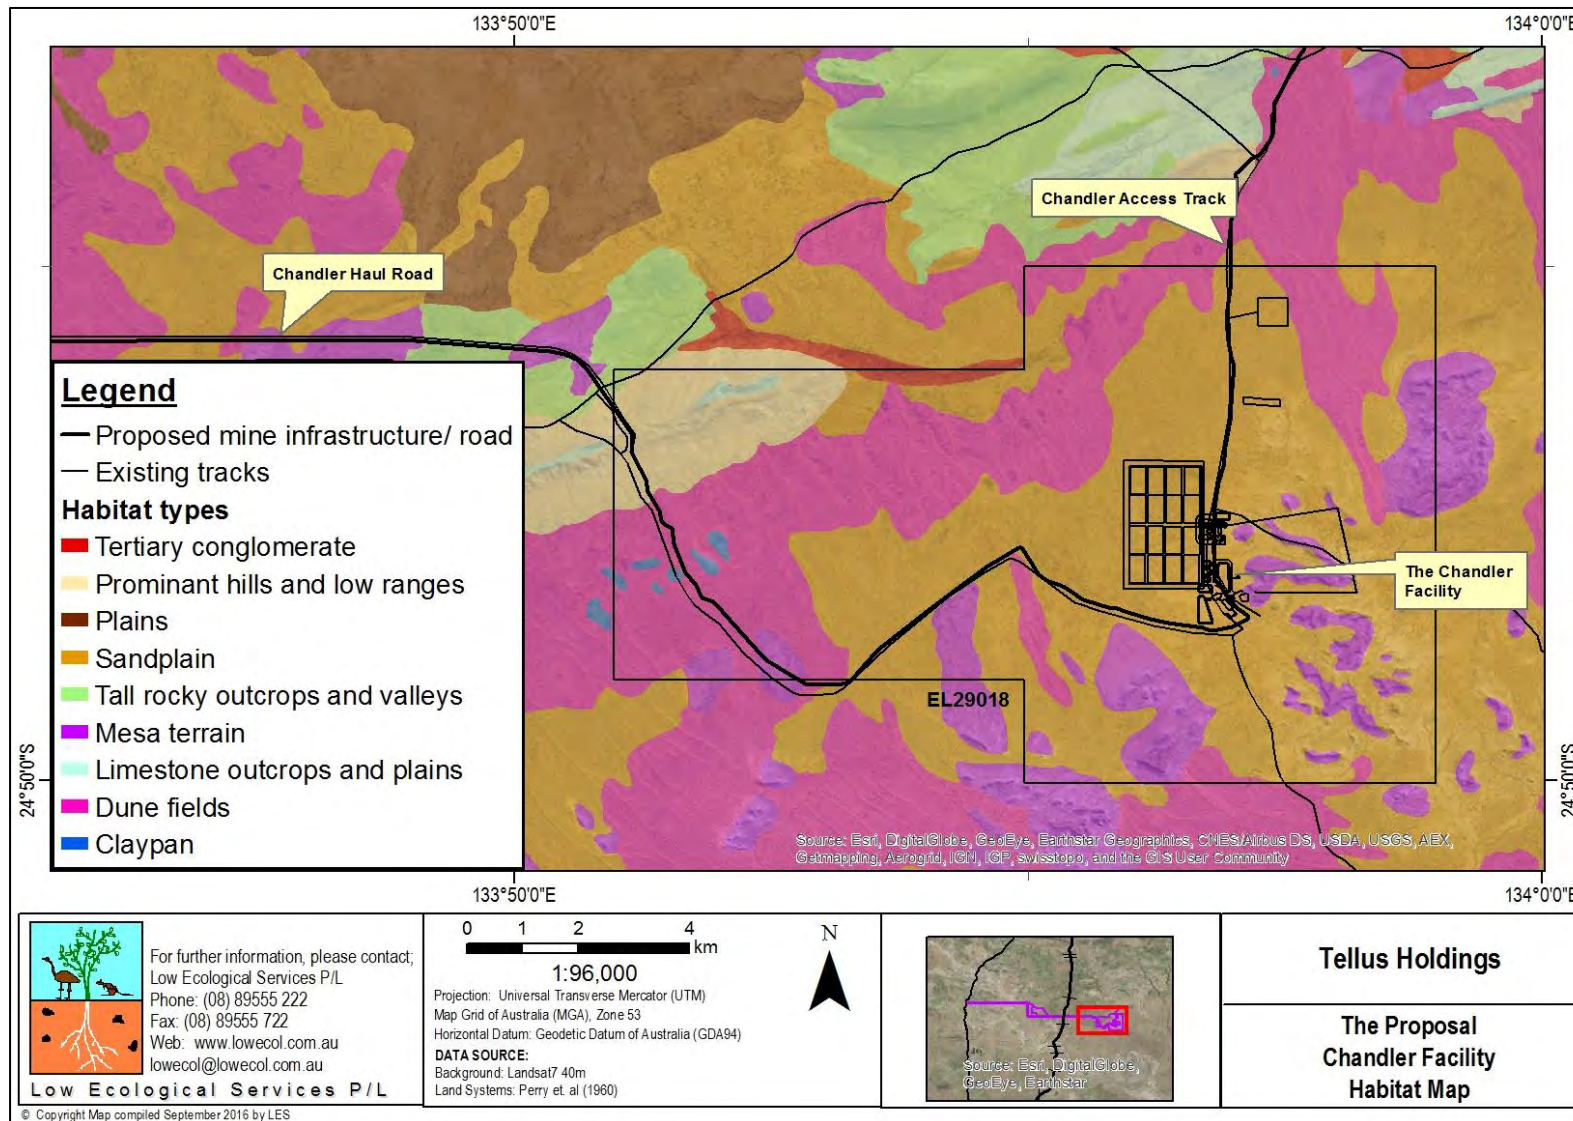 133°50'0"E
134°0'0"E
Chandler Access Track
Chandler Haul Road
Legend
Proposed mine infrastructure/ road
Existing tracks
Habitat types
Tertiary conglomerate
Prominant hills and low ranges
Plains
Sandplain
Tall rocky outcrops and valleys
Mesa terrain
Limestone outcrops and plains
Dune fields
Claypan
The Chandler
Facility
EL29018
24°50'0"S
24°50'0"S
Source: Esri, DigitalGlobe, GeoEye, Earthstar Geographics, CNES/Airbus DS, USDA, USGS, AEX,
Getmapping, Aerogrid, IGN, IGP, swisstopo, and the GIS User Community
133°50'0"E
134°0'0"E
For further information, please contact;
Low Ecological Services P/L
Phone: (08) 89555 222
Fax: (08) 89555 722
Web: www.lowecol.com.au
lowecol@lowecol.com.au
Low Ecological Services P/L
© Copyright Map compiled September 2016 by LES
0 1 2 4
km
1:96,000
Projection: Universal Transverse Mercator (UTM)
Map Grid of Australia (MGA), Zone 53
Horizontal Datum: Geodetic Datum of Australia (GDA94)
DATA SOURCE:
Background: Landsat7 40m
Land Systems: Perry et. al (1960)
N
Source: Esri, DigitalGlobe,
GeoEye, Earthstar
Tellus Holdings
The Proposal
Chandler Facility
Habitat Map